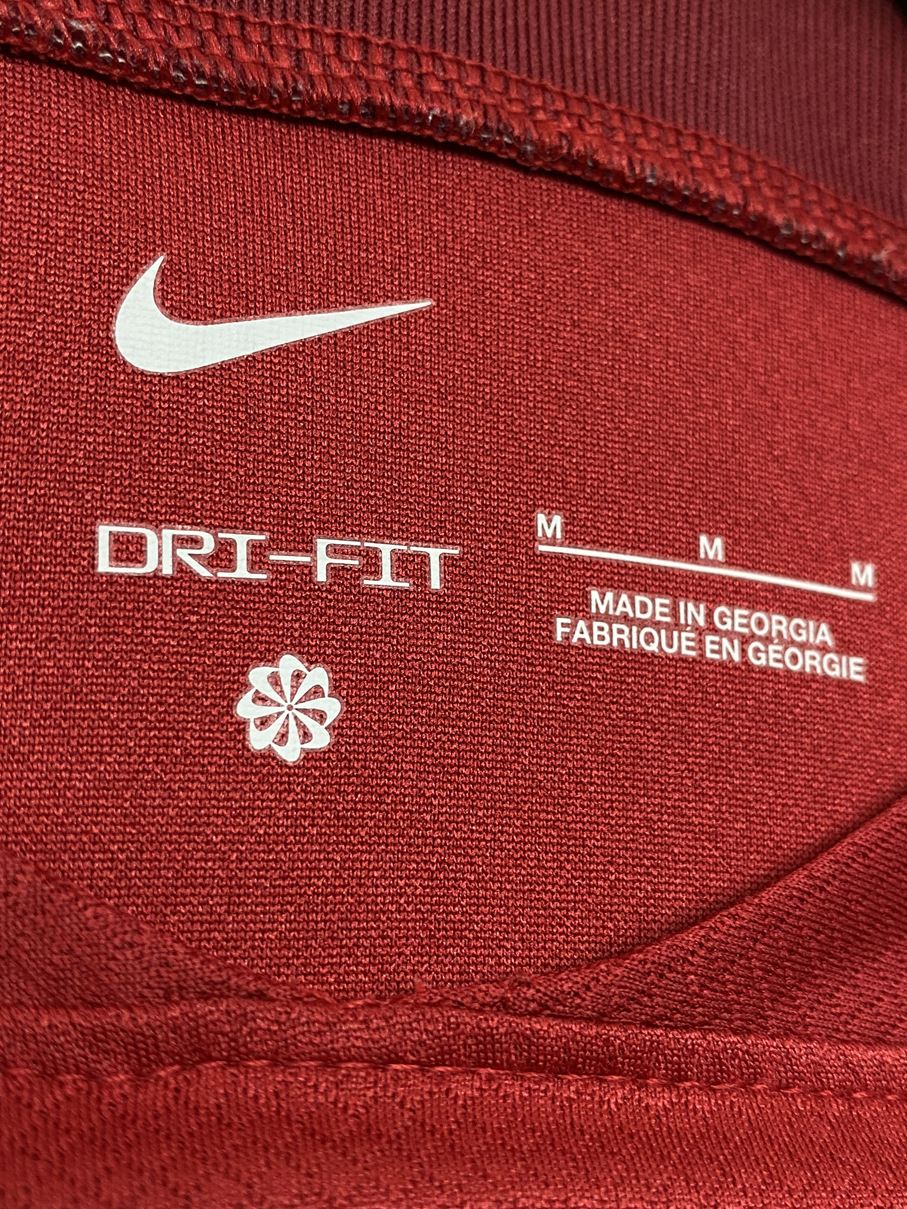 DRI-FIT
M M M
MADE IN GEORGIA
FABRIQUÉ EN GÉORGIE